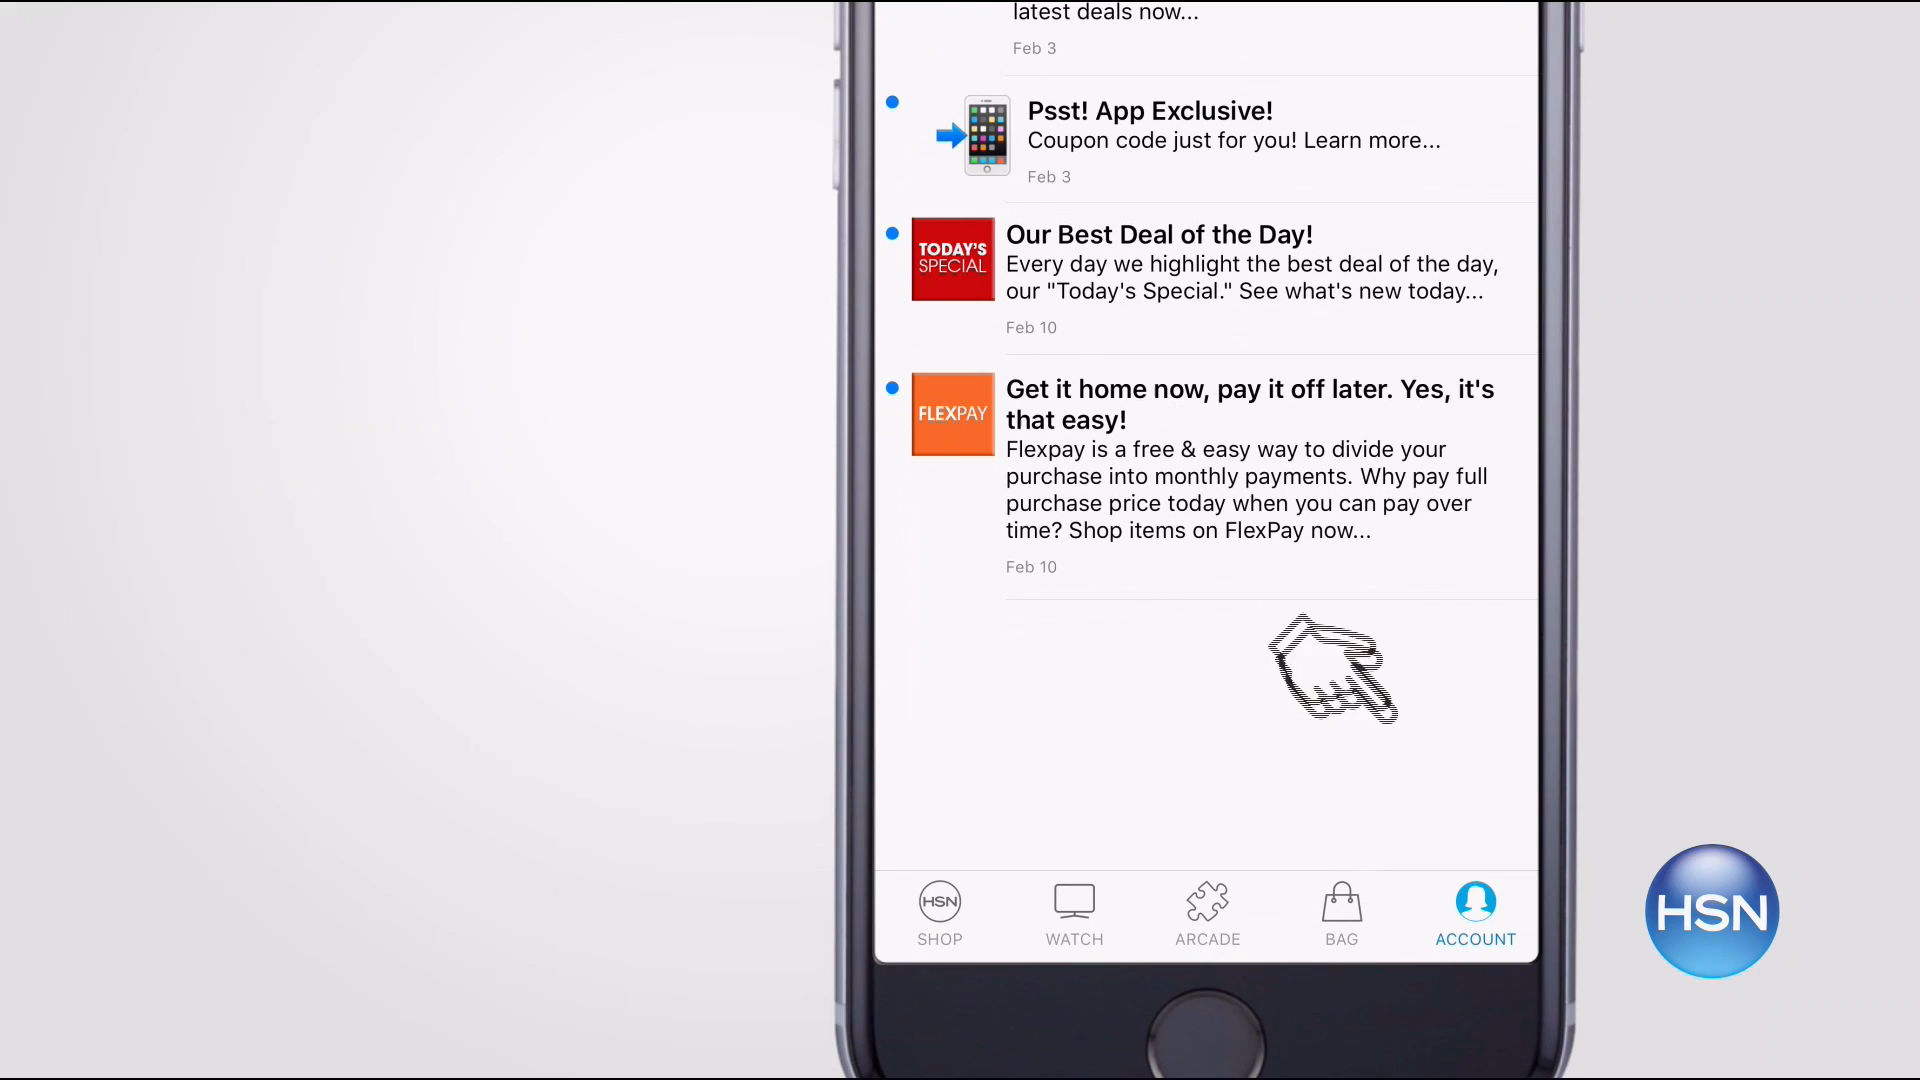 latest deals now...
Feb 3
Psst! App Exclusive!
Coupon code just for you! Learn more...
Feb 3
TODAY'S
SPECIAL
Our Best Deal of the Day!
Every day we highlight the best deal of the day,
our "Today's Special." See what's new today...
Feb 10
FLEXPAY
Get it home now, pay it off later. Yes, it's
that easy!
Flexpay is a free & easy way to divide your
purchase into monthly payments. Why pay full
purchase price today when you can pay over
time? Shop items on FlexPay now...
Feb 10
HSN
SHOP
WATCH
ARCADE
BAG
ACCOUNT
HSN